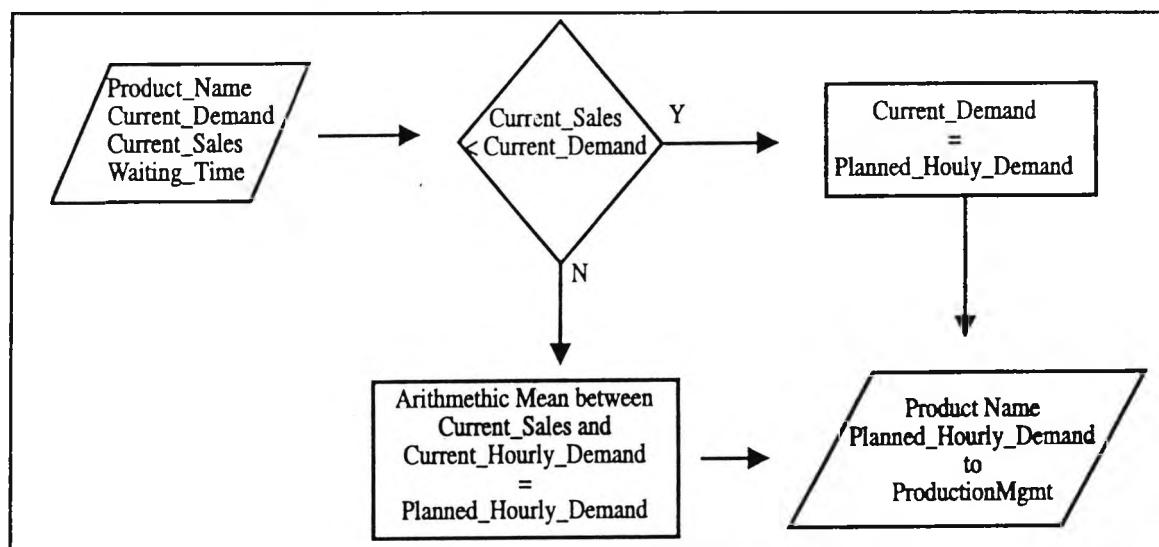 Product_Name
Current_Demand
Current_Sales
Waiting_Time
Current_Sales
< Current_Demand
Y
Current_Demand
=
Planned_Houly_Demand
N
Arithmethic Mean between
Current_Sales and
Current_Hourly_Demand
=
Planned_Hourly_Demand
Product Name
Planned_Hourly_Demand
to
ProductionMgmt